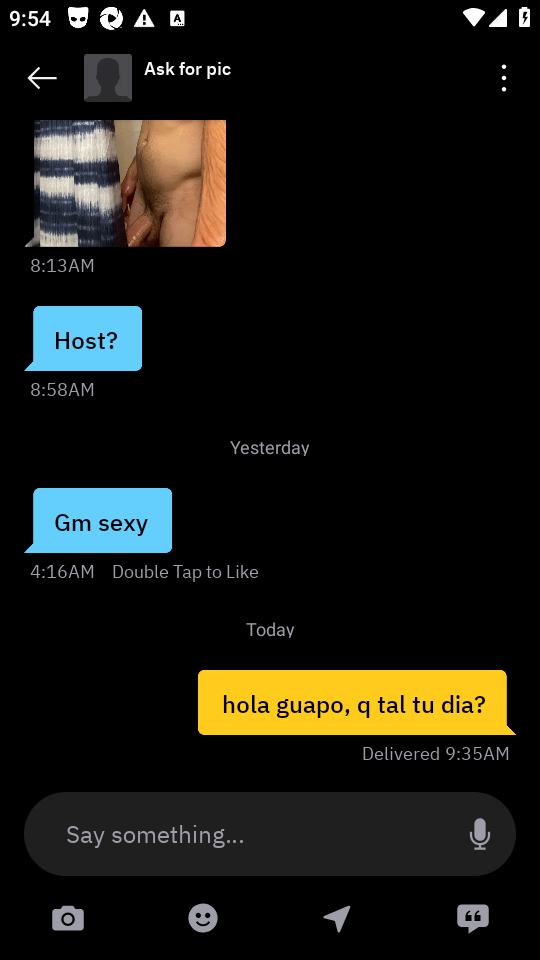 9:54
Ask for pic
8:13AM
Host?
8:58AM
Yesterday
Gm sexy
4:16AM Double Tap to Like
Today
hola guapo, q tal tu dia?
Delivered 9:35AM
Say something...